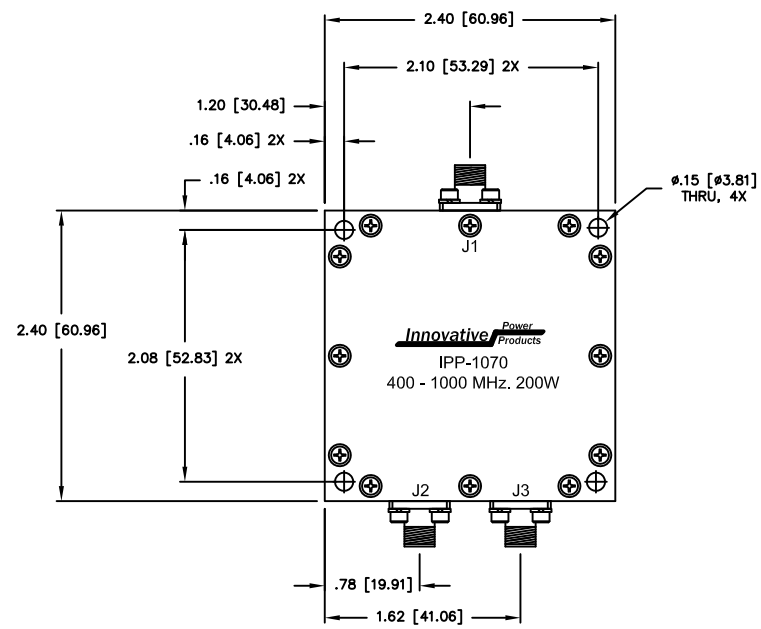 2.40 [60.96]
2.10 [53.29] 2X
1.20 [30.48]
.16 [4.06] 2X
.16 [4.06] 2X
ø.15 [ø3.81]
THRU, 4X
J1
2.40 [60.96]
2.08 [52.83] 2X
Innovative Power Products
IPP-1070
400 - 1000 MHz. 200W
J2 J3
.78 [19.91]
1.62 [41.06]